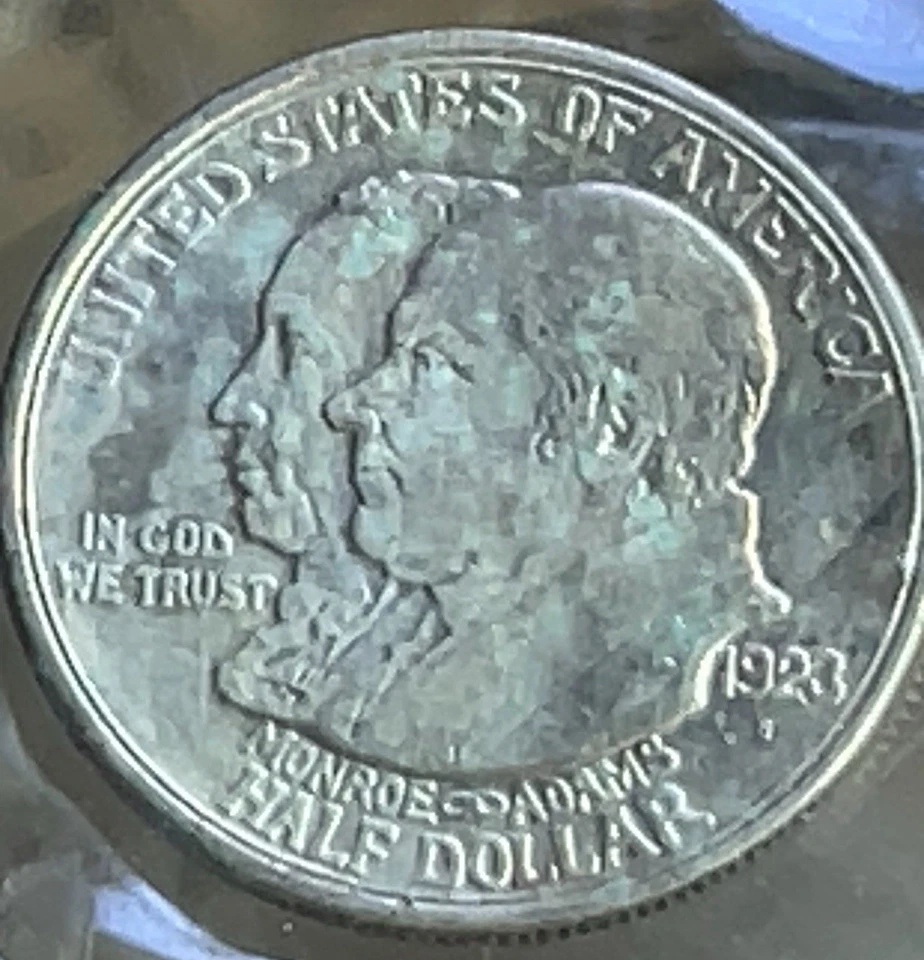 UNITED STATES OF AMERICA
IN GOD
WE TRUST
1923
MONROE ADAMS
HALF DOLLAR